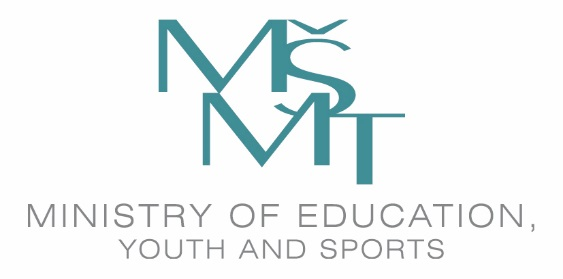 MŠ
MT
MINISTRY OF EDUCATION,
YOUTH AND SPORTS